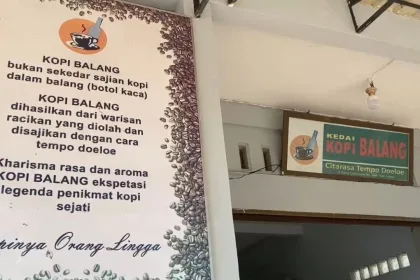 KOPI BALANG
bukan sekedar sajian kopi
dalam balang (botol kaca)
KOPI BALANG
dihasilkan dari warisan
racikan yang diolah dan
disajikan dengan cara
tempo doeloe
Kharisma rasa dan aroma
KOPI BALANG ekspetasi
legenda penikmat kopi
sejati
pinya Orang Lingga
KEDAI
KOPI BALANG
Citarasa Tempo Doeloe